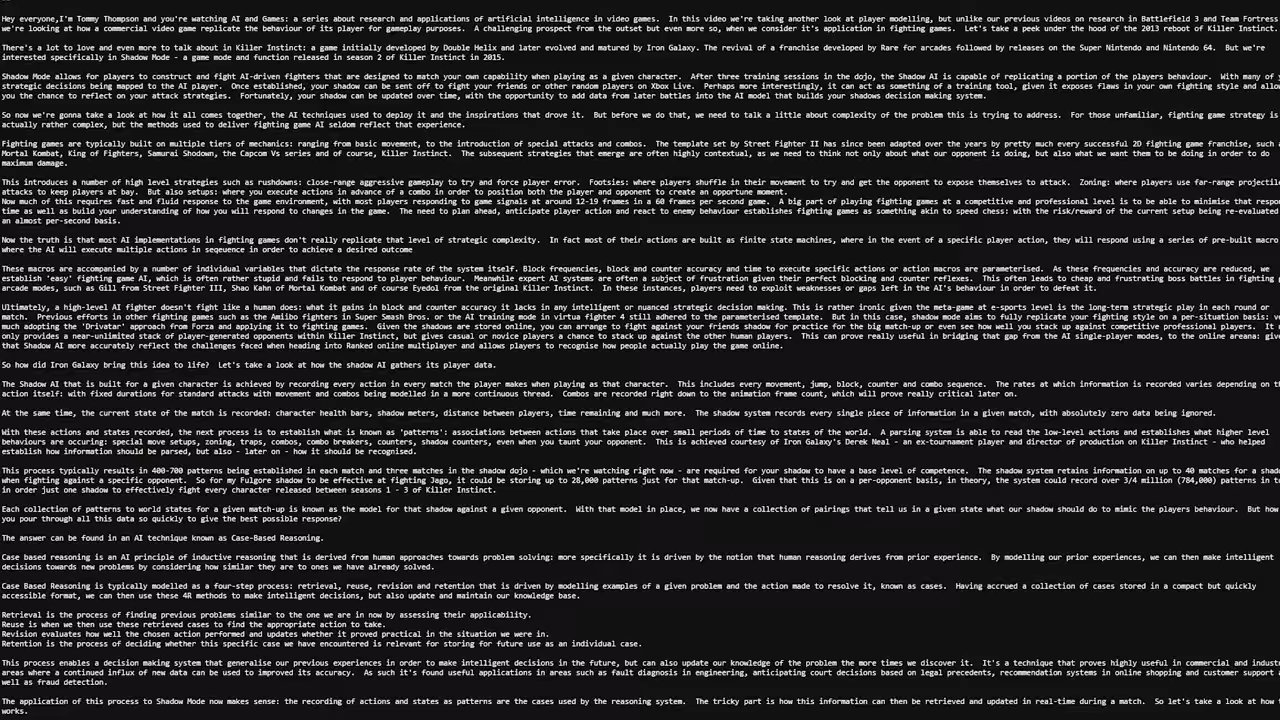 Hey everyone,I'm Tommy Thompson and you're watching AI and Games: a series about research and applications of artificial intelligence in video games.  In this video we're taking another look at player modelling, but unlike our previous videos on research in Battlefield 3 and Team Fortress
we're looking at how a commercial video game replicate the behaviour of its player for gameplay purposes.  A challenging prospect from the outset but even more so, when we consider it's application in fighting games.  Let's take a peek under the hood of the 2013 reboot of Killer Instinct.
There's a lot to love and even more to talk about in Killer Instinct: a game initially developed by Double Helix and later evolved and matured by Iron Galaxy. The revival of a franchise developed by Rare for arcades followed by releases on the Super Nintendo and Nintendo 64.  But we're
interested specifically in Shadow Mode - a game mode and function released in season 2 of Killer Instinct in 2015.
Shadow Mode allows for players to construct and fight AI-driven fighters that are designed to match your own capability when playing as a given character.  After three training sessions in the dojo, the Shadow AI is capable of replicating a portion of the players behaviour.  With many of
strategic decisions being mapped to the AI player.  Once established, your shadow can be sent off to fight your friends or other random players on Xbox Live.  Perhaps more interestingly, it can act as something of a training tool, given it exposes flaws in your own fighting style and
you the chance to reflect on your attack strategies.  Fortunately, your shadow can be updated over time, with the opportunity to add data from later battles into the AI model that builds your shadows decision making system.
So now we're gonna take a look at how it all comes together, the AI techniques used to deploy it and the inspirations that drove it.  But before we do that, we need to talk a little about complexity of the problem this is trying to address.  For those unfamiliar, fighting game strategy is
actually rather complex, but the methods used to deliver fighting game AI seldom reflect that experience.
Fighting games are typically built on multiple tiers of mechanics: ranging from basic movement, to the introduction of special attacks and combos.  The template set by Street Fighter II has since been adapted over the years by pretty much every successful 2D fighting game franchise, such a
Mortal Kombat, King of Fighters, Samurai Shodown, the Capcom Vs series and of course, Killer Instinct.  The subsequent strategies that emerge are often highly contextual, as we need to think not only about what our opponent is doing, but also what we want them to be doing in order to do
maximum damage.
This introduces a number of high level strategies such as rushdowns: close-range aggressive gameplay to try and force player error.  Footsies: where players shuffle in their movement to try and get the opponent to expose themselves to attack.  Zoning: where players use far-range
attacks to keep players at bay.  But also setups: where you execute actions in advance of a combo in order to position both the player and opponent to create an opportune moment.
Now much of this requires fast and fluid response to the game environment, with most players responding to game signals at around 12-19 frames in a 60 frames per second game.  A big part of playing fighting games at a competitive and professional level is to be able to minimise that
time as well as build your understanding of how you will respond to changes in the game.  The need to plan ahead, anticipate player action and react to enemy behaviour establishes fighting games as something akin to speed chess: with the risk/reward of the current setup being re-evaluated
an almost per-second basis.
Now the truth is that most AI implementations in fighting games don't really replicate that level of strategic complexity.  In fact most of their actions are built as finite state machines, where in the event of a specific player action, they will respond using a series of pre-built macro
where the AI will execute multiple actions in seqeuence in order to achieve a desired outcome
These macros are accompanied by a number of individual variables that dictate the response rate of the system itself. Block frequencies, block and counter accuracy and time to execute specific actions or action macros are parameterised.  As these frequencies and accuracy are reduced, we
establish 'easy' fighting game AI, which is often rather stupid and fails to respond to player behaviour.  Meanwhile expert AI systems are often a subject of frustration given their perfect blocking and counter reflexes.  This often leads to cheap and frustrating boss battles in fighting
arcade modes, such as Gill from Street Fighter III, Shao Kahn of Mortal Kombat and of course Eyedol from the original Killer Instinct.  In these instances, players need to exploit weaknesses or gaps left in the AI's behaviour in order to defeat it.
Ultimately, a high-level AI fighter doesn't fight like a human does: what it gains in block and counter accuracy it lacks in any intelligent or nuanced strategic decision making.  This is rather ironic given the meta-game at e-sports level is the long-term strategic play in each round or
match.  Previous efforts in other fighting games such as the Amiibo fighters in Super Smash Bros. or the AI training mode in virtua fighter 4 still adhered to the parameterised template.  But in this case, shadow mode aims to fully replicate your fighting style on a per-situation basis:
much adopting the 'Drivatar' approach from Forza and applying it to fighting games.  Given the shadows are stored online, you can arrange to fight against your friends shadow for practice for the big match-up or even see how well you stack up against competitive professional players.  It
only provides a near-unlimited stack of player-generated opponents within Killer Instinct, but gives casual or novice players a chance to stack up against the other human players.  This can prove really useful in bridging that gap from the AI single-player modes, to the online areana:
that Shadow AI more accurately reflect the challenges faced when heading into Ranked online multiplayer and allows players to recognise how people actually play the game online.
So how did Iron Galaxy bring this idea to life?  Let's take a look at how the shadow AI gathers its player data.
The Shadow AI that is built for a given character is achieved by recording every action in every match the player makes when playing as that character.  This includes every movement, jump, block, counter and combo sequence.  The rates at which information is recorded varies depending on
action itself: with fixed durations for standard attacks with movement and combos being modelled in a more continuous thread.  Combos are recorded right down to the animation frame count, which will prove really critical later on.
At the same time, the current state of the match is recorded: character health bars, shadow meters, distance between players, time remaining and much more.  The shadow system records every single piece of information in a given match, with absolutely zero data being ignored.
With these actions and states recorded, the next process is to establish what is known as 'patterns': associations between actions that take place over small periods of time to states of the world.  A parsing system is able to read the low-level actions and establishes what higher level
behaviours are occuring: special move setups, zoning, traps, combos, combo breakers, counters, shadow counters, even when you taunt your opponent.  This is achieved courtesy of Iron Galaxy's Derek Neal - an ex-tournament player and director of production on Killer Instinct - who helped
establish how information should be parsed, but also - later on - how it should be recognised.
This process typically results in 400-700 patterns being established in each match and three matches in the shadow dojo - which we're watching right now - are required for your shadow to have a base level of competence.  The shadow system retains information on up to 40 matches for a
when fighting against a specific opponent.  So for my Fulgore shadow to be effective at fighting Jago, it could be storing up to 28,000 patterns just for that match-up.  Given that this is on a per-opponent basis, in theory, the system could record over 3/4 million (784,000) patterns in
in order just one shadow to effectively fight every character released between seasons 1 - 3 of Killer Instinct.
Each collection of patterns to world states for a given match-up is known as the model for that shadow against a given opponent.  With that model in place, we now have a collection of pairings that tell us in a given state what our shadow should do to mimic the players behaviour.  But
you pour through all this data so quickly to give the best possible response?
The answer can be found in an AI technique known as Case-Based Reasoning.
Case based reasoning is an AI principle of inductive reasoning that is derived from human approaches towards problem solving: more specifically it is driven by the notion that human reasoning derives from prior experience.  By modelling our prior experiences, we can then make intelligent
decisions towards new problems by considering how similar they are to ones we have already solved.
Case Based Reasoning is typically modelled as a four-step process: retrieval, reuse, revision and retention that is driven by modelling examples of a given problem and the action made to resolve it, known as cases.  Having accrued a collection of cases stored in a compact but quickly
accessible format, we can then use these 4R methods to make intelligent decisions, but also update and maintain our knowledge base.
Retrieval is the process of finding previous problems similar to the one we are in now by assessing their applicability.
Reuse is when we then use these retrieved cases to find the appropriate action to take.
Revision evaluates how well the chosen action performed and updates whether it proved practical in the situation we were in.
Retention is the process of deciding whether this specific case we have encountered is relevant for storing for future use as an individual case.
This process enables a decision making system that generalise our previous experiences in order to make intelligent decisions in the future, but can also update our knowledge of the problem the more times we discover it.  It's a technique that proves highly useful in commercial and
areas where a continued influx of new data can be used to improved its accuracy.  As such it's found useful applications in areas such as fault diagnosis in engineering, anticipating court decisions based on legal precedents, recommendation systems in online shopping and customer support
well as fraud detection.
The application of this process to Shadow Mode now makes sense: the recording of actions and states as patterns are the cases used by the reasoning system.  The tricky part is how this information can then be retrieved and updated in real-time during a match.  So let's take a look at how
works.